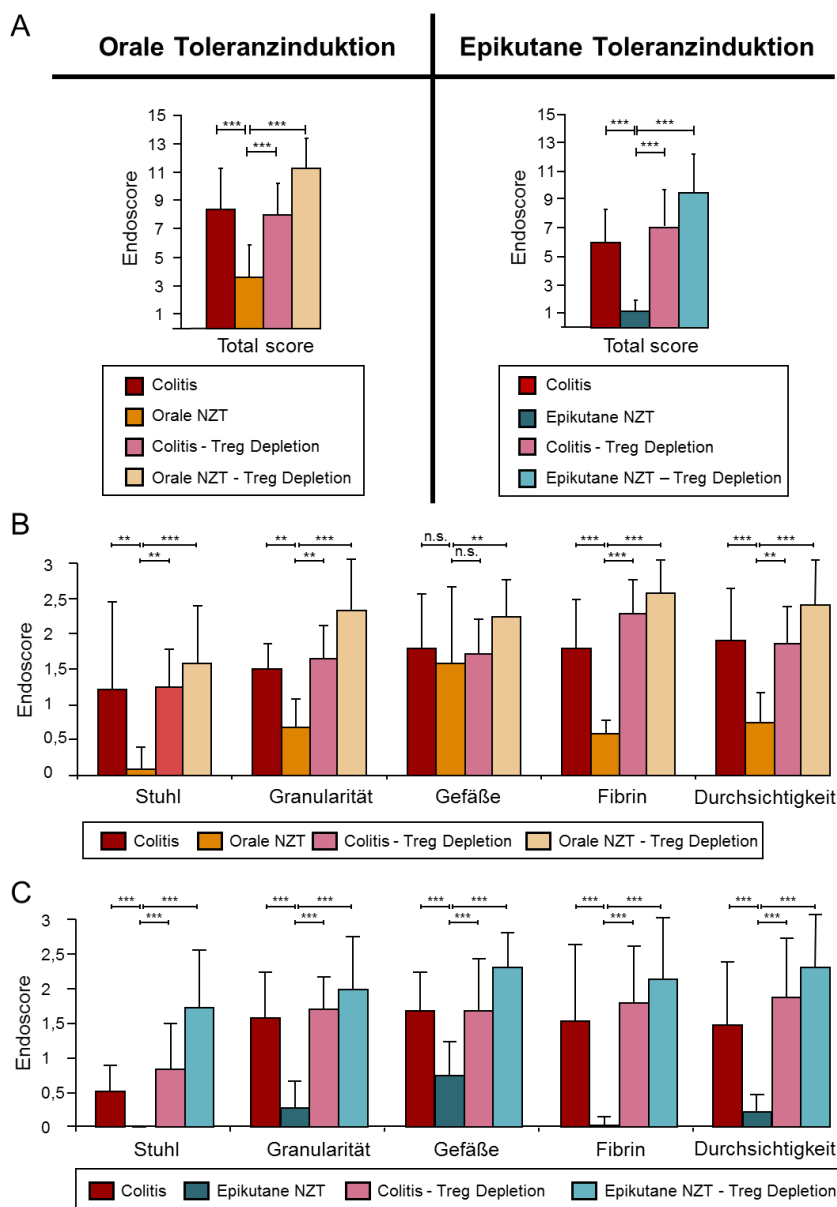 A
Orale Toleranzinduktion
Epikutane Toleranzinduktion
15
13
11
9
7
5
3
1
Endoscore
***
***
***
Total score
Colitis
Orale NZT
Colitis - Treg Depletion
Orale NZT - Treg Depletion
15
13
11
9
7
5
3
1
Endoscore
***
***
***
Total score
Colitis
Epikutane NZT
Colitis - Treg Depletion
Epikutane NZT – Treg Depletion
B
3
2,5
2
1,5
1
0,5
0
Endoscore
** *** ** *** n.s. ** *** *** *** ***
** ** n.s. *** **
Stuhl Granularität Gefäße Fibrin Durchsichtigkeit
Colitis Orale NZT Colitis - Treg Depletion Orale NZT - Treg Depletion
C
3
2,5
2
1,5
1
0,5
0
Endoscore
*** *** *** *** *** *** *** *** *** ***
*** *** *** *** ***
Stuhl Granularität Gefäße Fibrin Durchsichtigkeit
Colitis Epikutane NZT Colitis - Treg Depletion Epikutane NZT - Treg Depletion